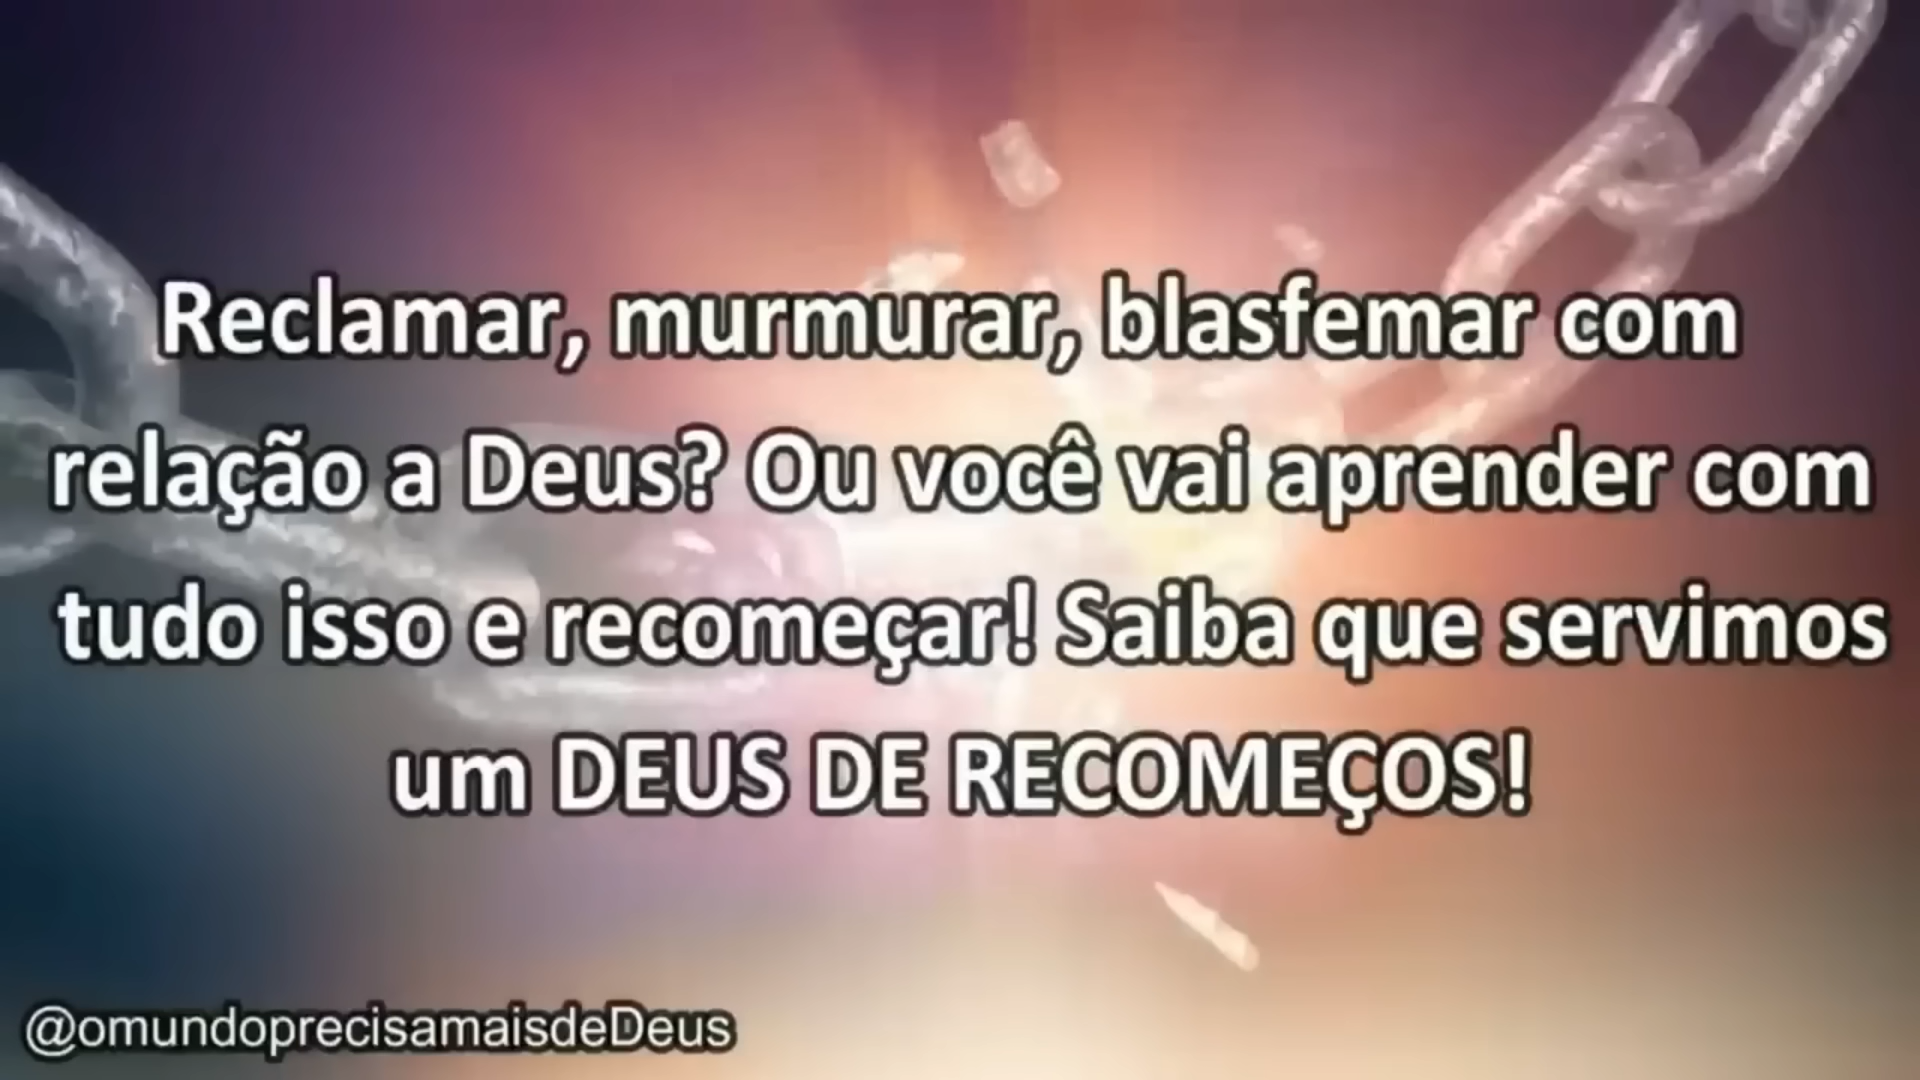 Reclamar, murmurar, blasfemar com
relação a Deus? Ou você vai aprender com
tudo isso e recomeçar! Saiba que servimos
um DEUS DE RECOMEÇOS!
@omundoprecisamaisdeDeus